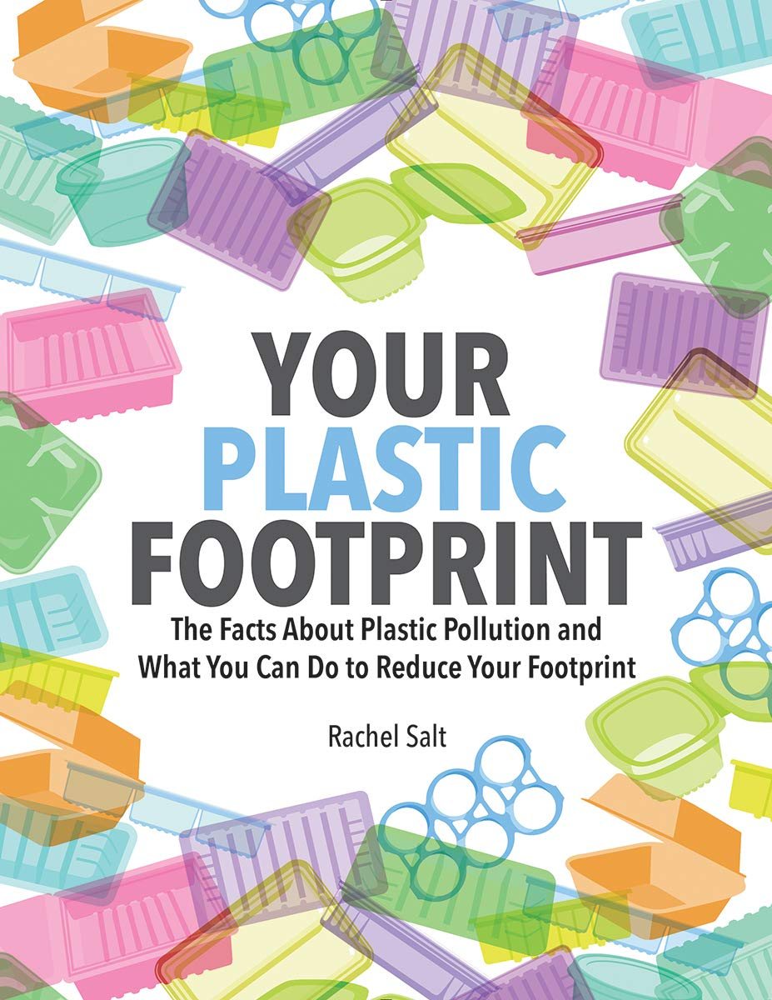 YOUR
PLASTIC
FOOTPRINT
The Facts About Plastic Pollution and
What You Can Do to Reduce Your Footprint
Rachel Salt